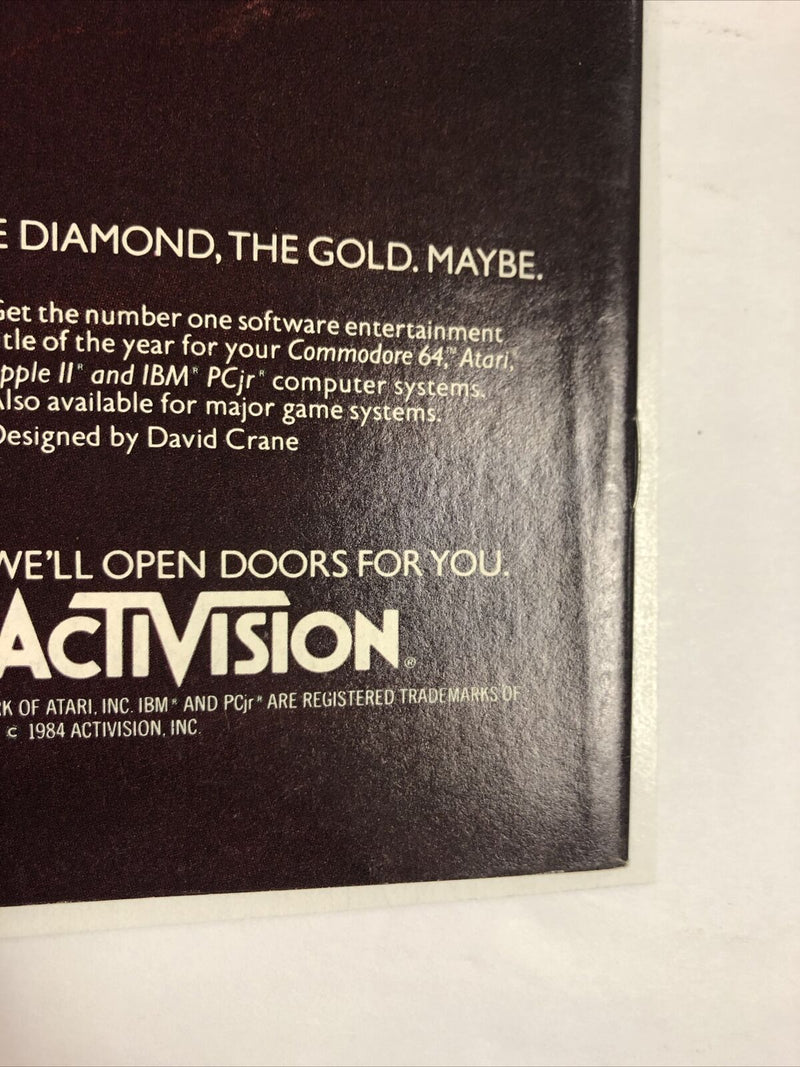 E DIAMOND, THE GOLD. MAYBE.
Get the number one software entertainment
tle of the year for your Commodore 64,™ Atari,®
pple II® and IBM® PCjr® computer systems.
Also available for major game systems.
Designed by David Crane
WE'LL OPEN DOORS FOR YOU.
ACTIVISION®
RK OF ATARI, INC. IBM® AND PCjr® ARE REGISTERED TRADEMARKS OF
© 1984 ACTIVISION, INC.